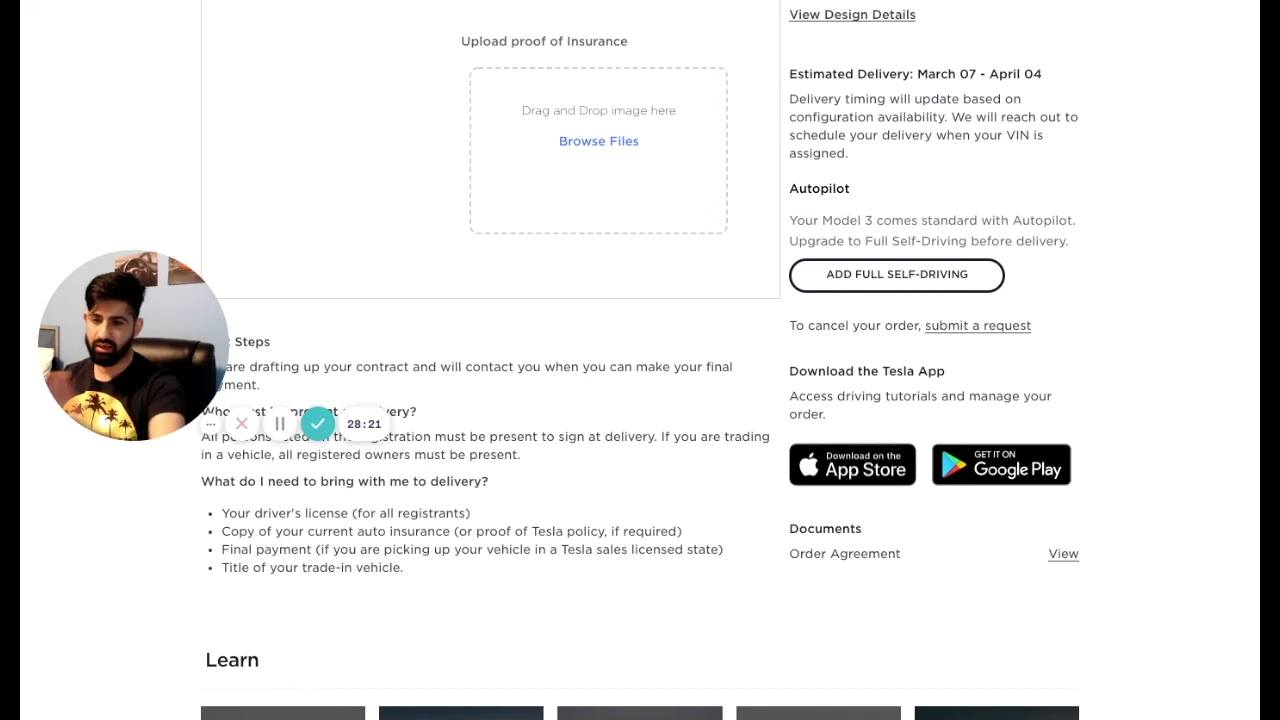 Upload proof of Insurance
Drag and Drop image here
Browse Files
Steps
are drafting up your contract and will contact you when you can make your final
payment.
delivery?
registration must be present to sign at delivery. If you are trading
in a vehicle, all registered owners must be present.
28:21
What do I need to bring with me to delivery?
Your driver's license (for all registrants)
Copy of your current auto insurance (or proof of Tesla policy, if required)
Final payment (if you are picking up your vehicle in a Tesla sales licensed state)
Title of your trade-in vehicle.
View Design Details
Estimated Delivery: March 07 - April 04
Delivery timing will update based on
configuration availability. We will reach out to
schedule your delivery when your VIN is
assigned.
Autopilot
Your Model 3 comes standard with Autopilot.
Upgrade to Full Self-Driving before delivery.
ADD FULL SELF-DRIVING
To cancel your order, submit a request
Download the Tesla App
Access driving tutorials and manage your
order.
Download on the
App Store
GET IT ON
Google Play
Documents
Order Agreement View
Learn